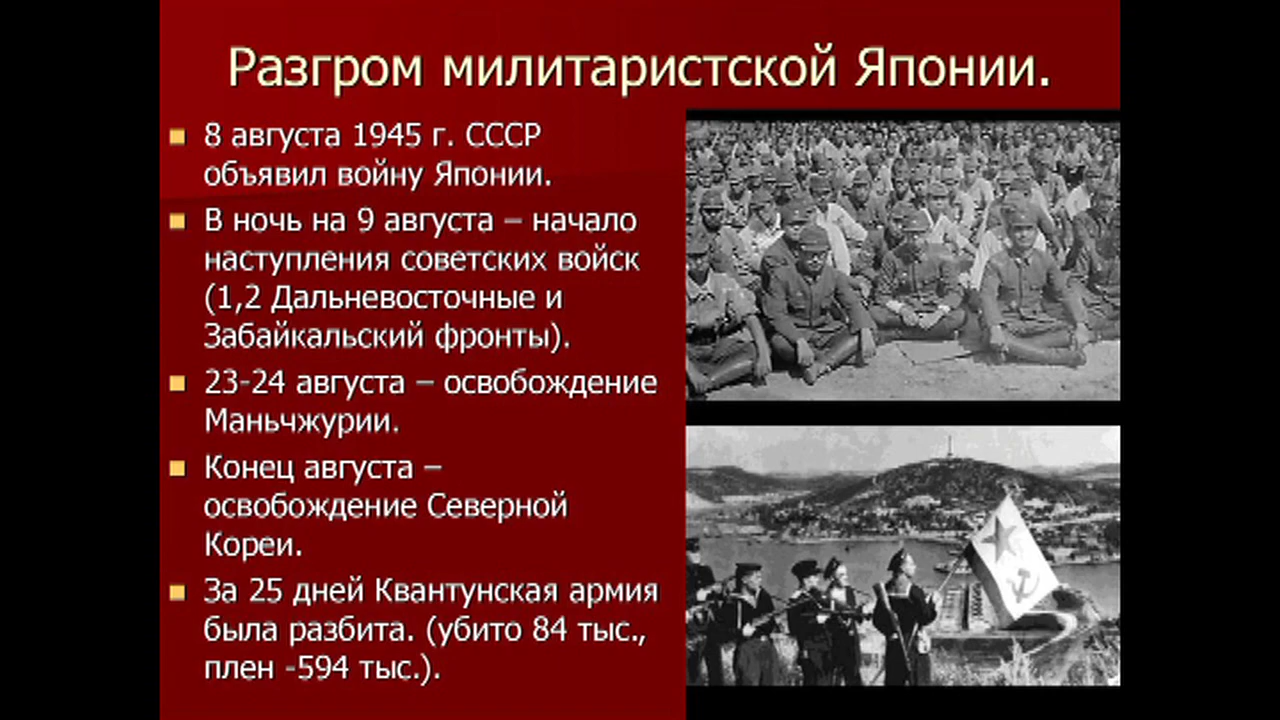 Разгром милитаристской Японии.
8 августа 1945 г. СССР
объявил войну Японии.
В ночь на 9 августа – начало
наступления советских войск
(1,2 Дальневосточные и
Забайкальский фронты).
23-24 августа – освобождение
Маньчжурии.
Конец августа –
освобождение Северной
Кореи.
За 25 дней Квантунская армия
была разбита. (убито 84 тыс.,
плен -594 тыс.).